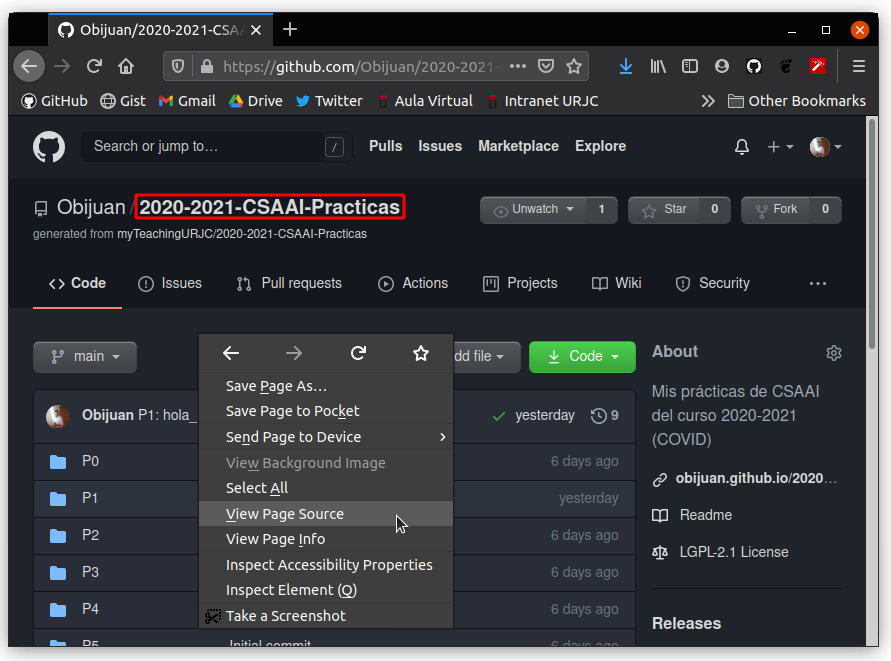 Obijuan/2020-2021-CSA
https://github.com/Obijuan/2020-2021-
GitHub Gist Gmail Drive Twitter Aula Virtual Intranet URJC Other Bookmarks
Search or jump to… / Pulls Issues Marketplace Explore
Obijuan / 2020-2021-CSAAI-Practicas Unwatch 1 Star 0 Fork 0
generated from myTeachingURJC/2020-2021-CSAAI-Practicas
Code Issues Pull requests Actions Projects Wiki Security
main dd file Code
Obijuan P1: hola_ yesterday 9
P0 6 days ago
P1 yesterday
P2 6 days ago
P3 6 days ago
P4 6 days ago
P5 Initial commit 6 days ago
Save Page As…
Save Page to Pocket
Send Page to Device
View Background Image
Select All
View Page Source
View Page Info
Inspect Accessibility Properties
Inspect Element (Q)
Take a Screenshot
About
Mis prácticas de CSAAI
del curso 2020-2021
(COVID)
obijuan.github.io/2020…
Readme
LGPL-2.1 License
Releases